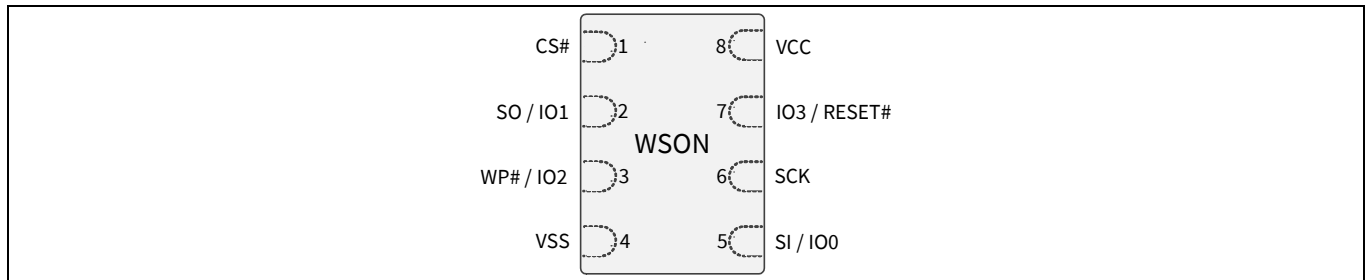 CS# 1 8 VCC
SO / IO1 2 7 IO3 / RESET#
WSON
WP# / IO2 3 6 SCK
VSS 4 5 SI / IO0